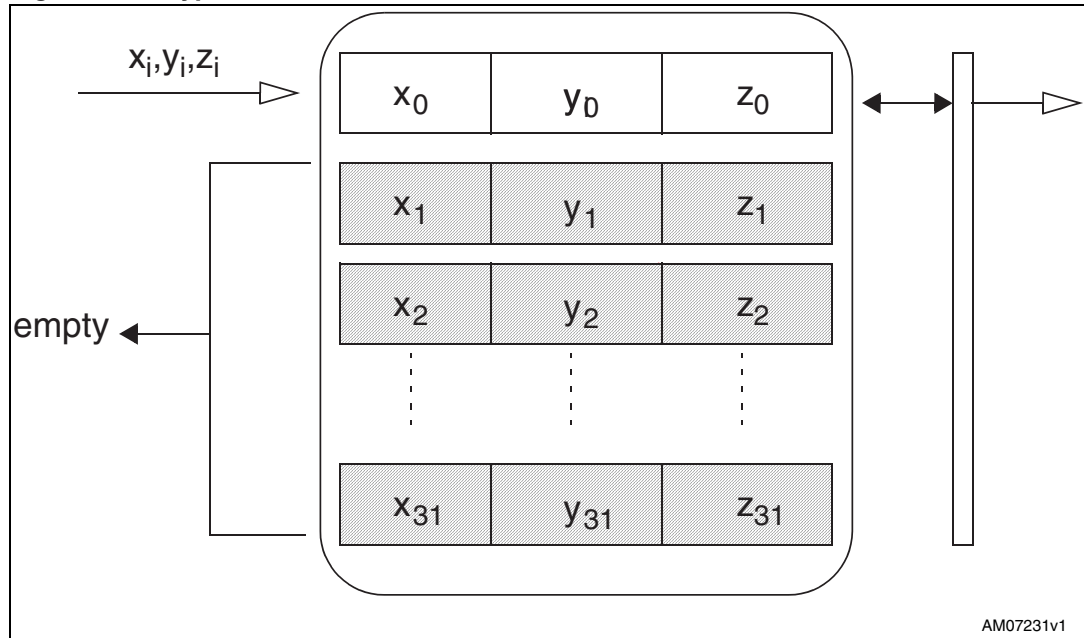 xi,yi,zi
x0 y0 z0
x1 y1 z1
x2 y2 z2
empty
x31 y31 z31
AM07231v1